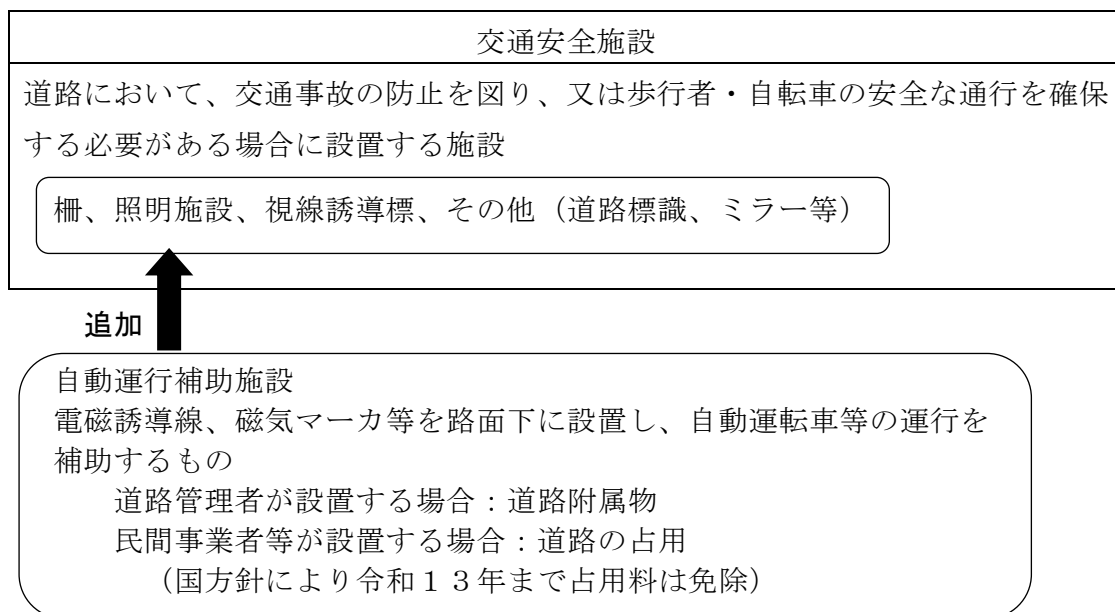 交通安全施設
道路において、交通事故の防止を図り、又は歩行者・自転車の安全な通行を確保
する必要がある場合に設置する施設
柵、照明施設、視線誘導標、その他（道路標識、ミラー等）
追加
自動運行補助施設
電磁誘導線、磁気マーカ等を路面下に設置し、自動運転車等の運行を
補助するもの
道路管理者が設置する場合：道路附属物
民間事業者等が設置する場合：道路の占用
（国方針により令和１３年まで占用料は免除）